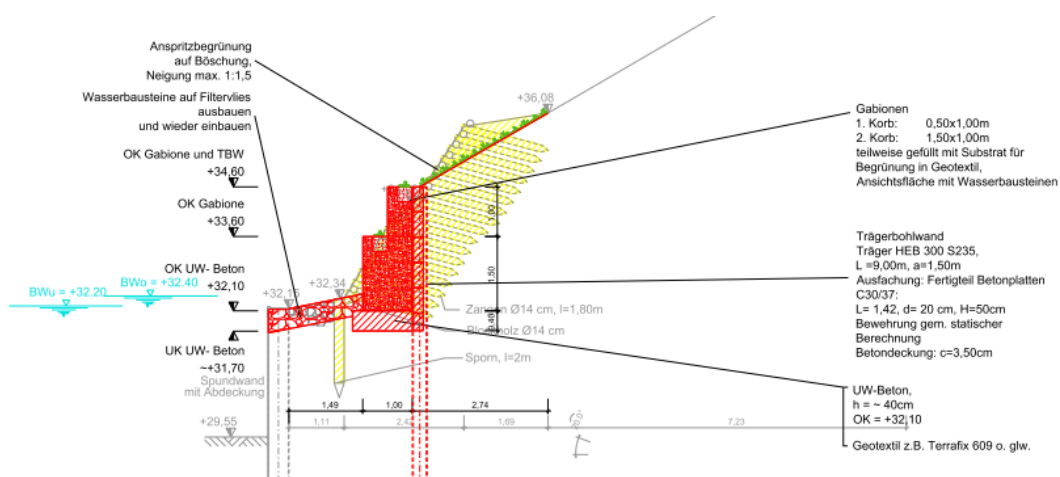 Anspritzbegrünung
auf Böschung,
Neigung max. 1:1,5
Wasserbausteine auf Filtervlies
ausbauen
und wieder einbauen
OK Gabione und TBW
+34,60
OK Gabione
+33,60
OK UW- Beton
+32,10
BWo = +32.40
BWu = +32.20
UK UW- Beton
~+31,70
Spundwand
mit Abdeckung
+29,55
+32,15
+32,34
+36,08
1,00
1,50
0,40
Zangen Ø14 cm, l=1,80m
Ø14 cm
Sporn, l=2m
1,49
1,00
2,74
1,11
1,69
7,23
Gabionen
1. Korb: 0,50x1,00m
2. Korb: 1,50x1,00m
teilweise gefüllt mit Substrat für
Begrünung in Geotextil,
Ansichtsfläche mit Wasserbausteinen
Trägerbohlwand
Träger HEB 300 S235,
L =9,00m, a=1,50m
Ausfachung: Fertigteil Betonplatten
C30/37:
L= 1,42, d= 20 cm, H=50cm
Bewehrung gem. statischer
Berechnung
Betondeckung: c=3,50cm
UW-Beton,
h = ~ 40cm
OK = +32,10
Geotextil z.B. Terrafix 609 o. glw.